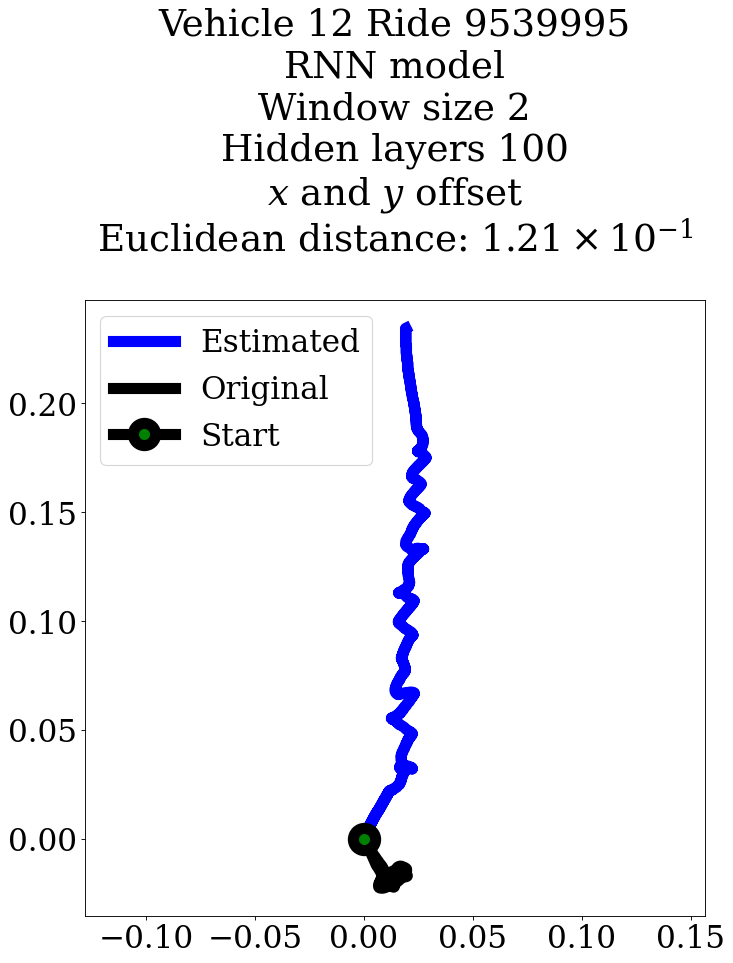 Vehicle 12 Ride 9539995
RNN model
Window size 2
Hidden layers 100
x and y offset
Euclidean distance: 1.21 × 10⁻¹
Estimated
Original
Start
0.20
0.15
0.10
0.05
0.00
−0.10 −0.05 0.00 0.05 0.10 0.15